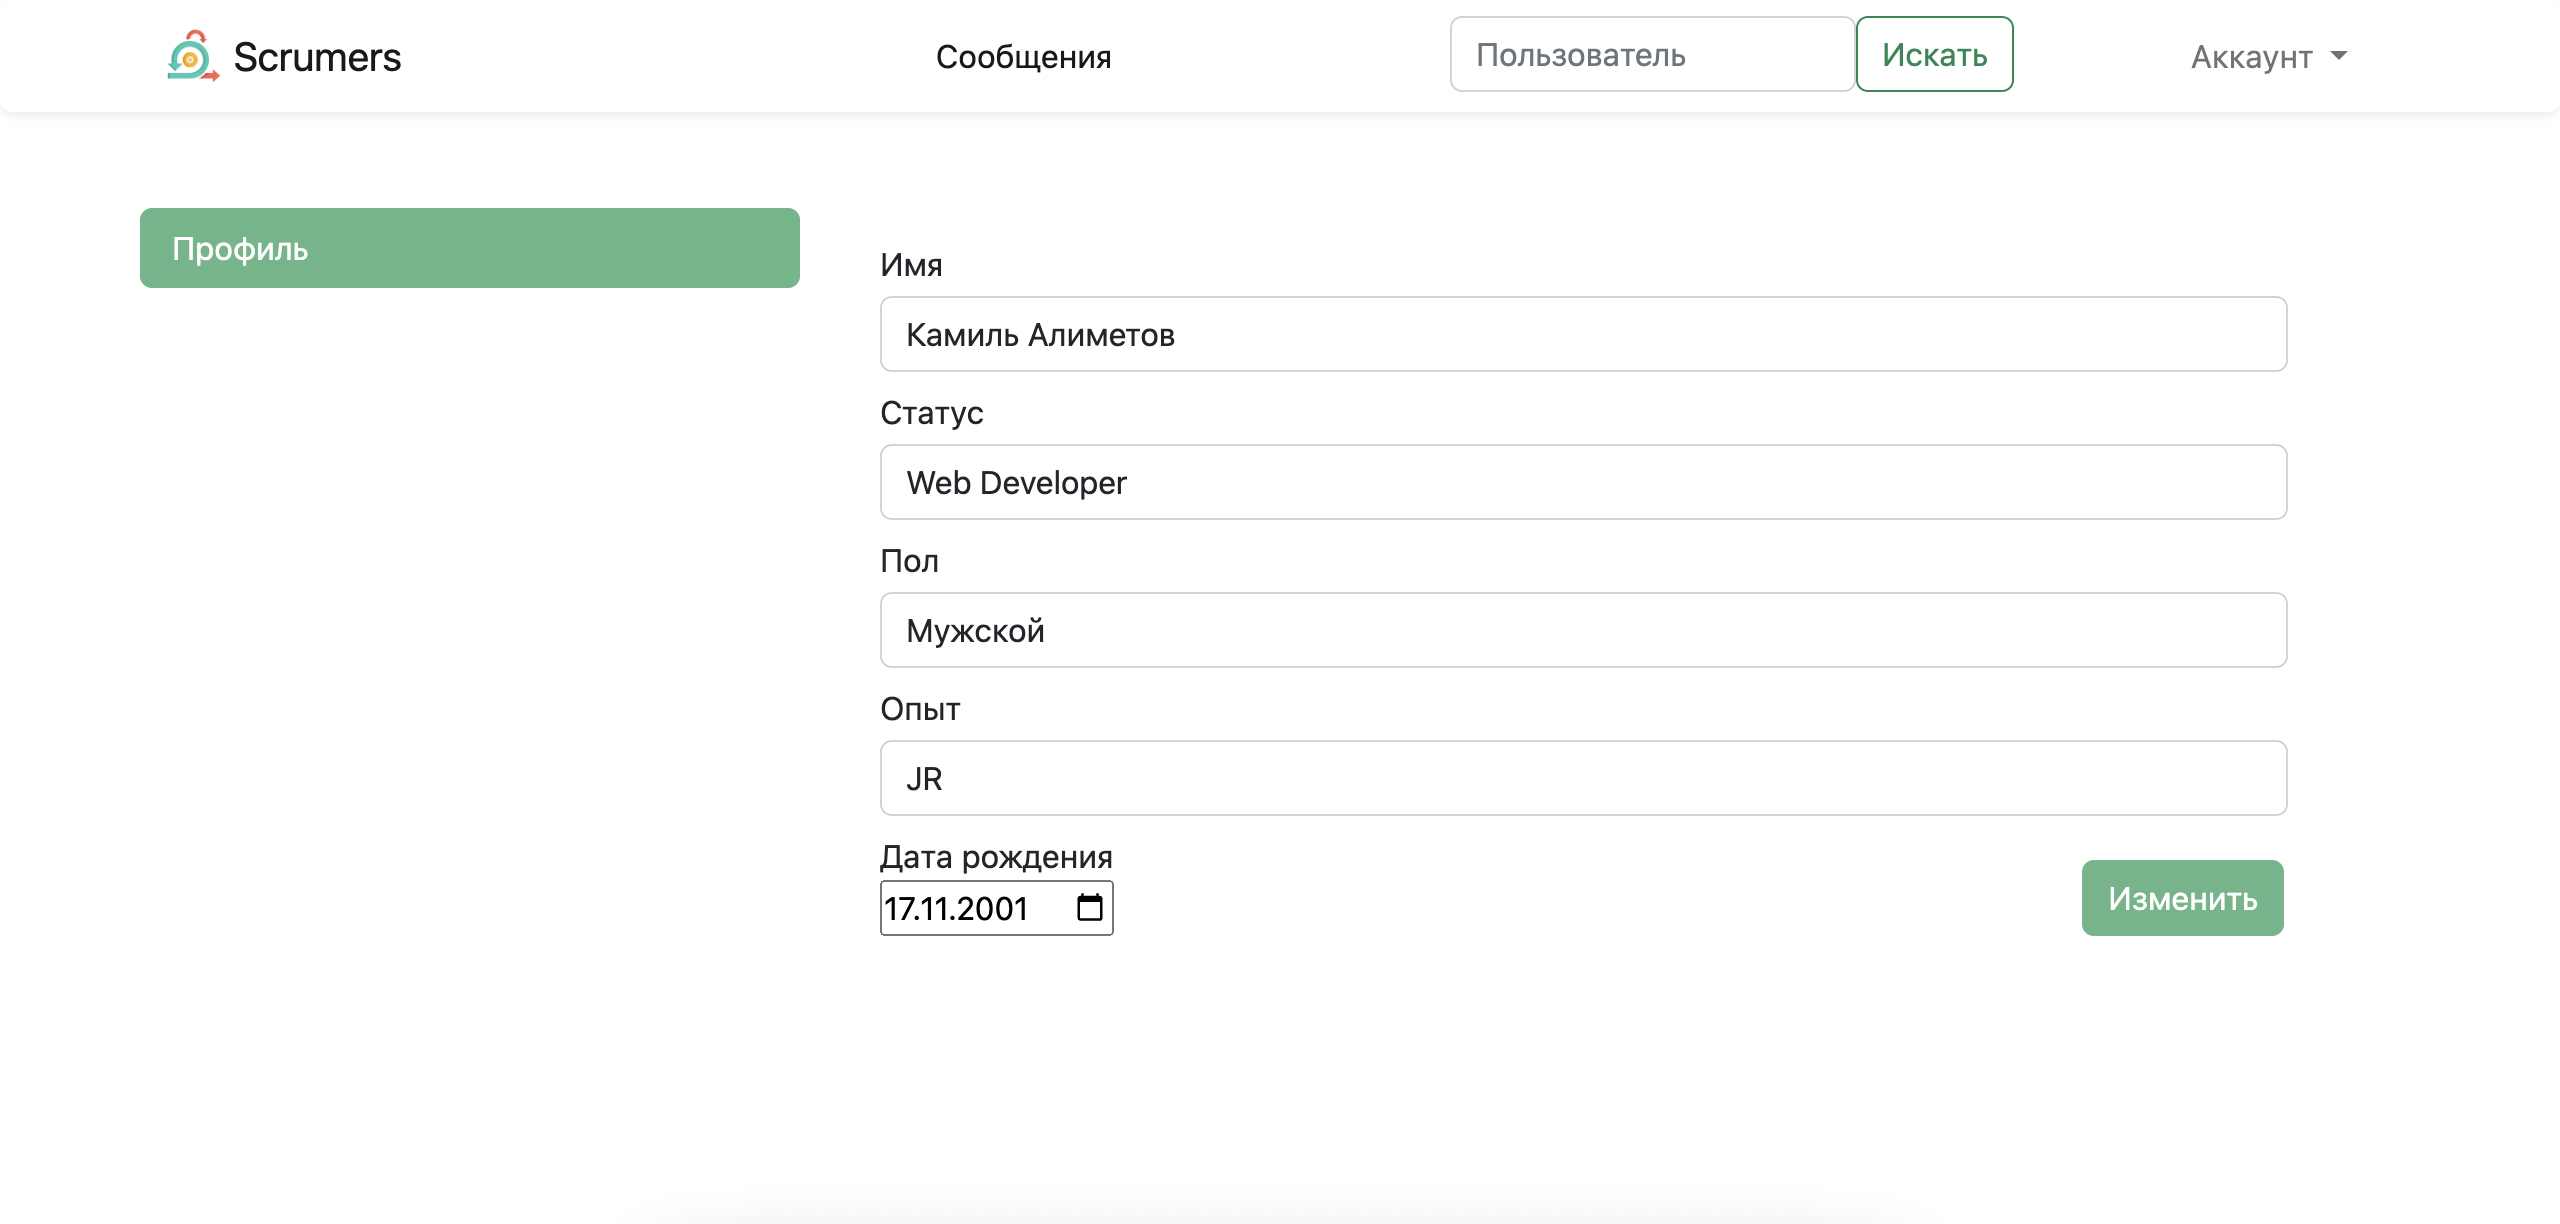 Scrumers
Сообщения
Пользователь
Искать
Аккаунт
Профиль
Имя
Камиль Алиметов
Статус
Web Developer
Пол
Мужской
Опыт
JR
Дата рождения
17.11.2001
Изменить